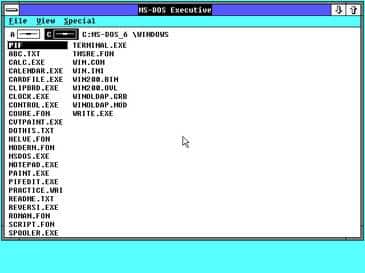 MS-DOS Executive
File View Special
A C C:MS-DOS_6 \WINDOWS
PIF TERMINAL.EXE
ABC.TXT TMSRE.FON
CALC.EXE WIN.COM
CALENDAR.EXE WIN.INI
CARDFILE.EXE WIN200.BIN
CLIPBRD.EXE WIN200.OVL
CLOCK.EXE WINOLDAP.GRB
CONTROL.EXE WINOLDAP.MOD
COURE.FON WRITE.EXE
CVTPAINT.EXE
DOTHIS.TXT
HELVE.FON
MODERN.FON
MSDOS.EXE
NOTEPAD.EXE
PAINT.EXE
PIFEDIT.EXE
PRACTICE.WRI
README.TXT
REVERSI.EXE
ROMAN.FON
SCRIPT.FON
SPOOLER.EXE